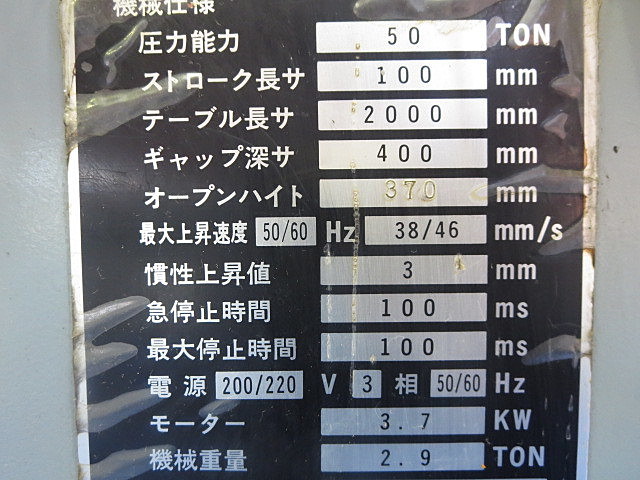 機械仕様
圧力能力 50 TON
ストローク長サ 100 mm
テーブル長サ 2000 mm
ギャップ深サ 400 mm
オープンハイト 370 mm
最大上昇速度 50/60 Hz 38/46 mm/s
慣性上昇値 3 mm
急停止時間 100 ms
最大停止時間 100 ms
電源 200/220 V 3 相 50/60 Hz
モーター 3.7 KW
機械重量 2.9 TON